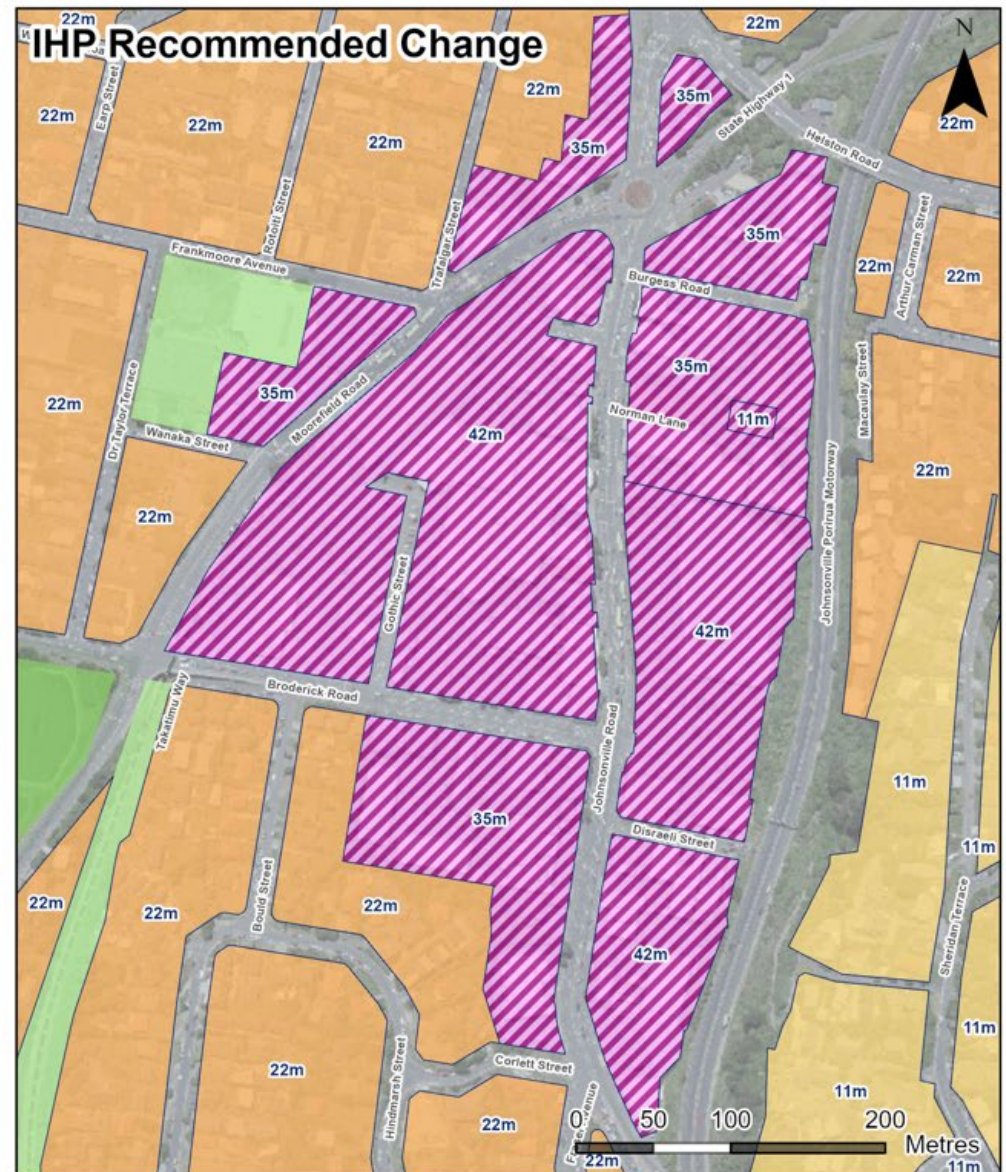 22m
IHP Recommended Change
22m
N
Earp Street
22m
22m
22m
22m
35m
State Highway 1
22m
35m
Helston Road
Rotoiti Street
Trafalgar Street
Arthur Carman Street
35m
Frankmoore Avenue
22m
22m
Burgess Road
35m
Macaulay Street
Dr Taylor Terrace
35m
Moorefield Road
22m
Norman Lane
11m
Wanaka Street
42m
Johnsonville Porirua Motorway
22m
22m
Gothic Street
42m
Takatimu Way
Broderick Road
Johnsonville Road
11m
35m
Disraeli Street
11m
Bould Street
22m
22m
22m
Sheridan Terrace
42m
11m
Hindmarsh Street
22m
Corlett Street
11m
22m
0 50 100 200
Metres
22m
11m